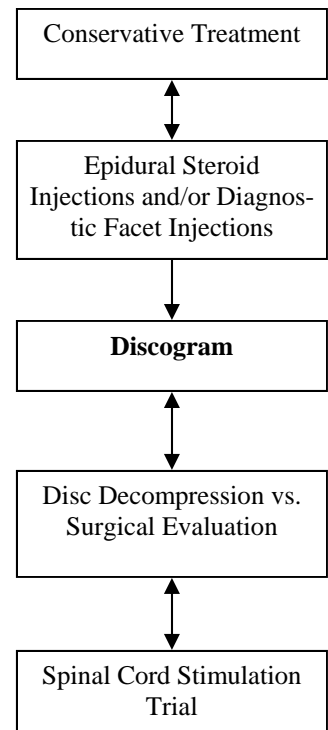 Conservative Treatment
Epidural Steroid
Injections and/or Diagnos-
tic Facet Injections
Discogram
Disc Decompression vs.
Surgical Evaluation
Spinal Cord Stimulation
Trial